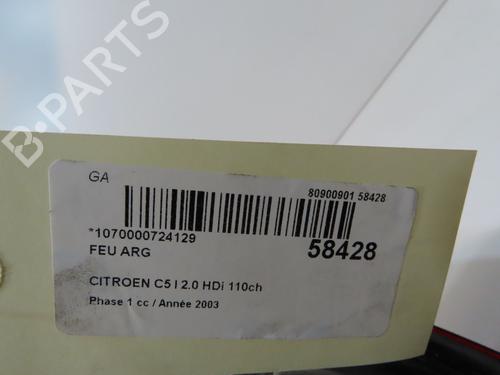 B-PARTS
GA
80900901 58428
*1070000724129
58428
FEU ARG
CITROEN C5 I 2.0 HDi 110ch
Phase 1 cc / Année 2003